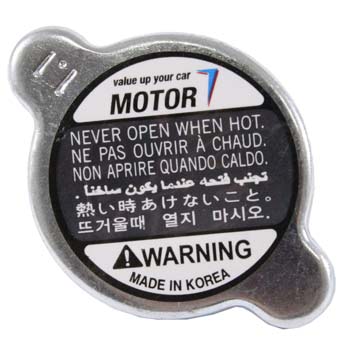 1.1
value up your car
MOTOR 7
NEVER OPEN WHEN HOT.
NE PAS OUVRIR À CHAUD.
NON APRIRE QUANDO CALDO.
تجنب فتحه عندما يكون ساخنا .
熱い時あけないこと。
뜨거울때 열지 마시오.
WARNING
MADE IN KOREA